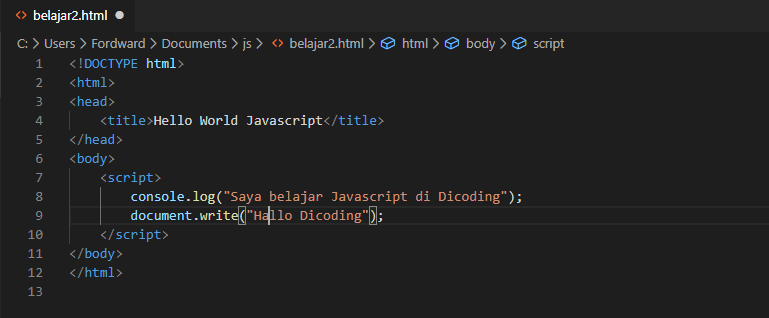 belajar2.html
C: > Users > Fordward > Documents > js > belajar2.html > html > body > script
1 <!DOCTYPE html>
2 <html>
3 <head>
4     <title>Hello World Javascript</title>
5 </head>
6 <body>
7     <script>
8         console.log("Saya belajar Javascript di Dicoding");
9         document.write("Hallo Dicoding");
10     </script>
11 </body>
12 </html>
13